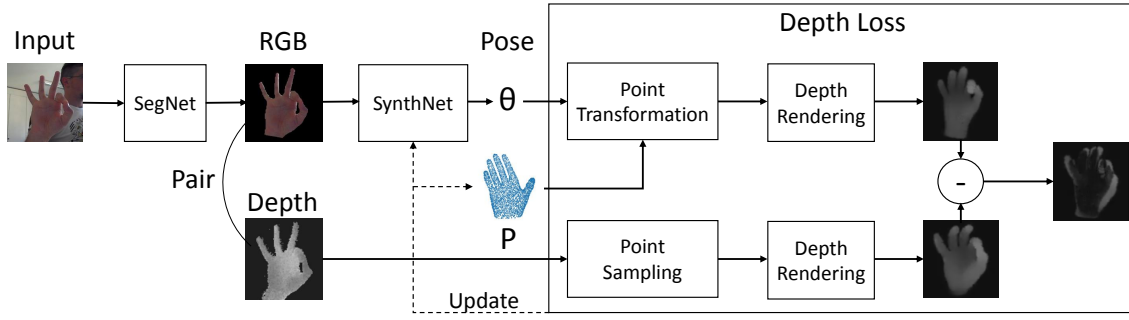 Depth Loss
Input
RGB
Pose
SegNet
SynthNet
θ
Point
Transformation
Depth
Rendering
Pair
Depth
P
-
Point
Sampling
Depth
Rendering
Update